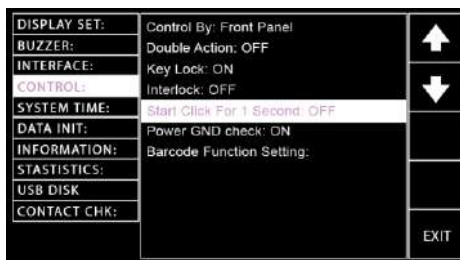 DISPLAY SET:
BUZZER:
INTERFACE:
CONTROL:
SYSTEM TIME:
DATA INIT:
INFORMATION:
STASTISTICS:
USB DISK
CONTACT CHK:
Control By: Front Panel
Double Action: OFF
Key Lock: ON
Interlock: OFF
Start Click For 1 Second: OFF
Power GND check: ON
Barcode Function Setting:
EXIT